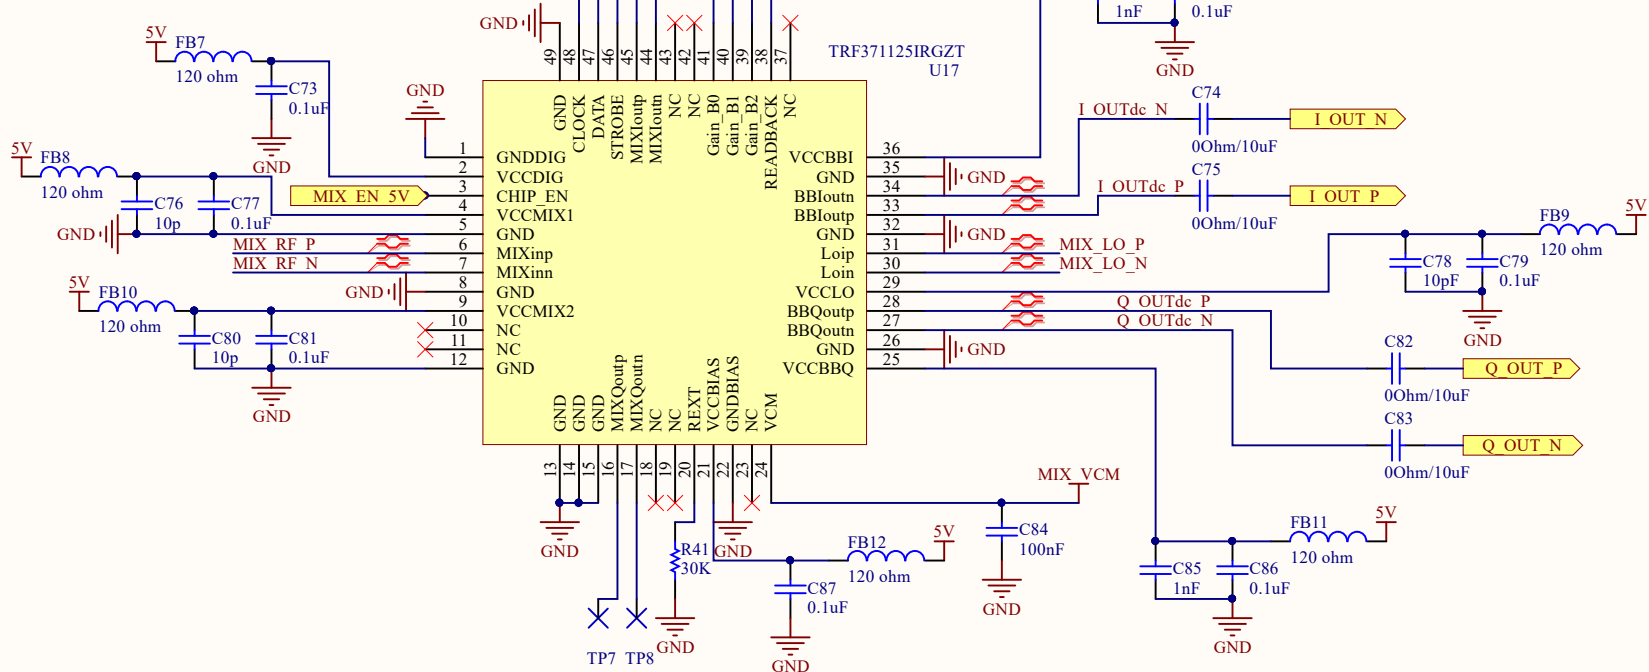 1nF
0.1uF
GND
GND
5V
FB7
120 ohm
C73
0.1uF
GND
GND
TRF371125IRGZT
U17
49
48
47
46
45
44
43
42
41
40
39
38
37
GND
CLOCK
DATA
STROBE
MIXIoutp
MIXIoutn
NC
NC
Gain_B0
Gain_B1
Gain_B2
READBACK
NC
1 GNDDIG
2 VCCDIG
3 CHIP_EN
4 VCCMIX1
5 GND
6 MIXinp
7 MIXinn
8 GND
9 VCCMIX2
10 NC
11 NC
12 GND
VCCBBI 36
GND 35
BBIoutn 34
BBIoutp 33
GND 32
Loip 31
Loin 30
VCCLO 29
BBQoutp 28
BBQoutn 27
GND 26
VCCBBQ 25
GND
GND
GND
MIXQoutp
MIXQoutn
NC
NC
REXT
VCCBIAS
GNDBIAS
NC
VCM
13
14
15
16
17
18
19
20
21
22
23
24
5V
FB8
120 ohm
MIX_EN_5V
C76
10p
C77
0.1uF
GND
MIX_RF_P
MIX_RF_N
GND
5V
FB10
120 ohm
C80
10p
C81
0.1uF
GND
I_OUTdc_N
C74
0Ohm/10uF
I_OUT_N
GND
I_OUTdc_P
C75
0Ohm/10uF
I_OUT_P
GND
MIX_LO_P
MIX_LO_N
5V
FB9
120 ohm
C78
10pF
C79
0.1uF
GND
Q_OUTdc_P
Q_OUTdc_N
GND
C82
0Ohm/10uF
Q_OUT_P
C83
0Ohm/10uF
Q_OUT_N
MIX_VCM
C84
100nF
GND
5V
FB11
120 ohm
C85
1nF
C86
0.1uF
GND
GND
GND
R41
30K
GND
5V
FB12
120 ohm
C87
0.1uF
GND
TP7
TP8